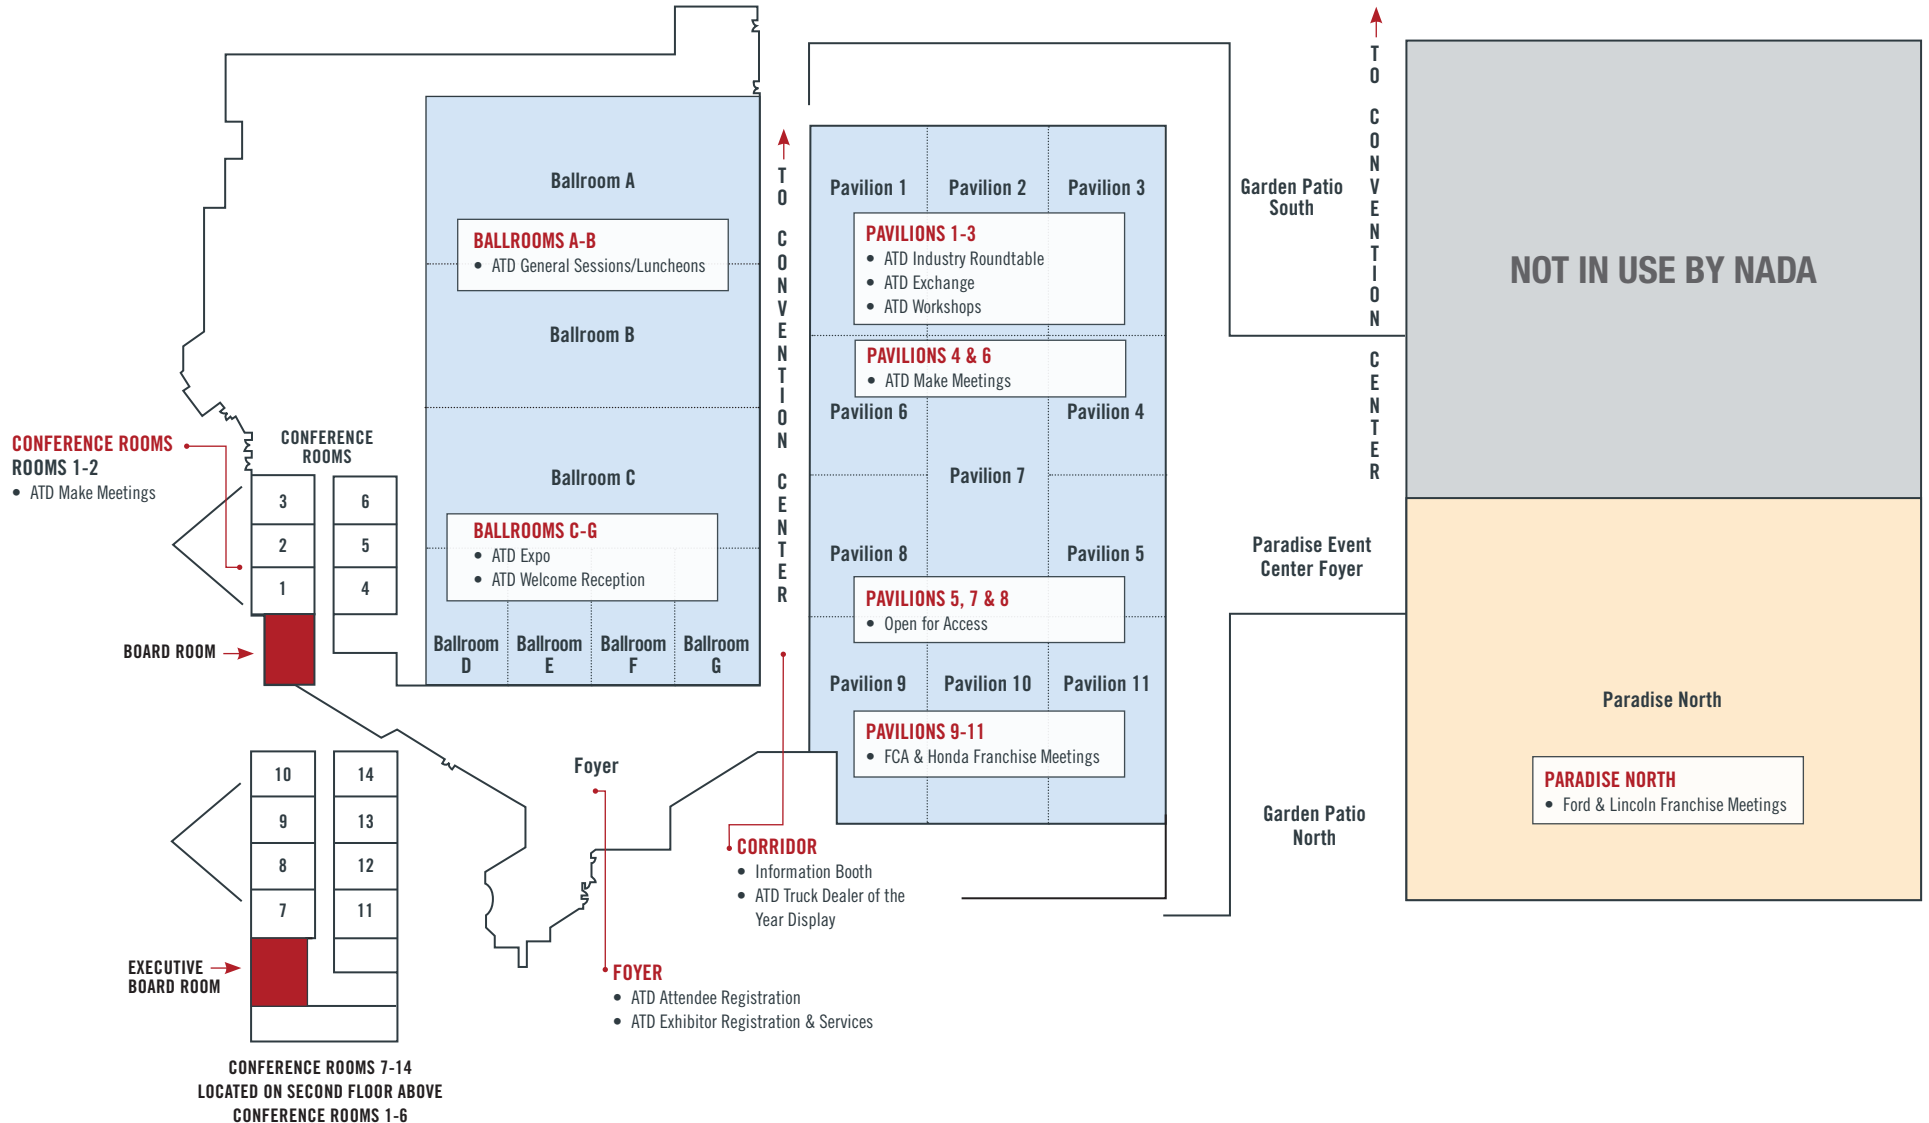 Ballroom A
BALLROOMS A-B
• ATD General Sessions/Luncheons
Ballroom B
Ballroom C
BALLROOMS C-G
• ATD Expo
• ATD Welcome Reception
Ballroom D
Ballroom E
Ballroom F
Ballroom G
TO CONVENTION CENTER
Pavilion 1
Pavilion 2
Pavilion 3
PAVILIONS 1-3
• ATD Industry Roundtable
• ATD Exchange
• ATD Workshops
PAVILIONS 4 & 6
• ATD Make Meetings
Pavilion 6
Pavilion 4
Pavilion 7
Pavilion 8
Pavilion 5
PAVILIONS 5, 7 & 8
• Open for Access
Pavilion 9
Pavilion 10
Pavilion 11
PAVILIONS 9-11
• FCA & Honda Franchise Meetings
Garden Patio
South
TO CONVENTION CENTER
NOT IN USE BY NADA
Paradise Event
Center Foyer
Garden Patio
North
Paradise North
PARADISE NORTH
• Ford & Lincoln Franchise Meetings
CONFERENCE ROOMS
ROOMS 1-2
• ATD Make Meetings
CONFERENCE
ROOMS
3
6
2
5
1
4
BOARD ROOM
10
14
9
13
8
12
7
11
EXECUTIVE
BOARD ROOM
CONFERENCE ROOMS 7-14
LOCATED ON SECOND FLOOR ABOVE
CONFERENCE ROOMS 1-6
Foyer
FOYER
• ATD Attendee Registration
• ATD Exhibitor Registration & Services
CORRIDOR
• Information Booth
• ATD Truck Dealer of the
Year Display